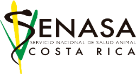 SENASA
SERVICIO NACIONAL DE SALUD ANIMAL
COSTA RICA